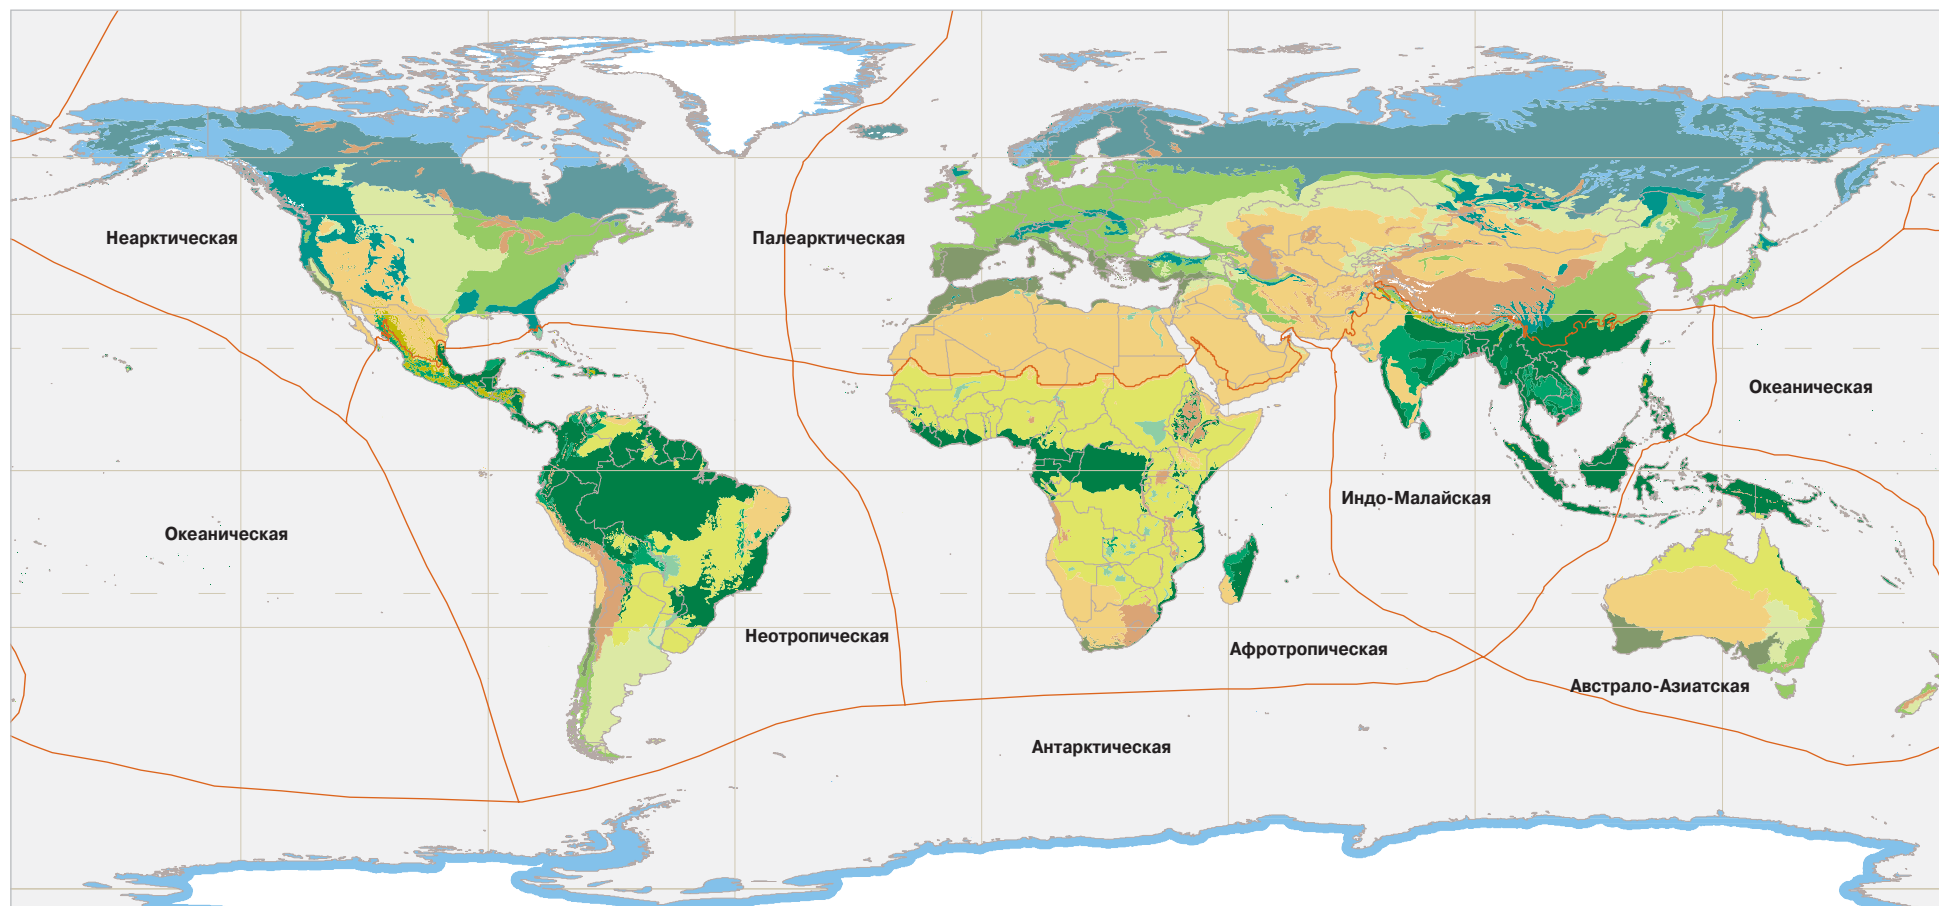 Неарктическая
Палеарктическая
Океаническая
Индо-Малайская
Океаническая
Неотропическая
Афротропическая
Австрало-Азиатская
Антарктическая